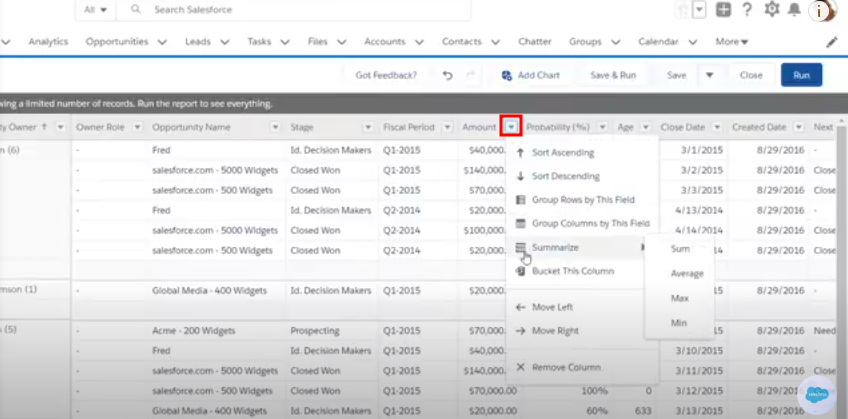 All Search Salesforce
Analytics Opportunities Leads Tasks Files Accounts Contacts Chatter Groups Calendar More
Got Feedback? Add Chart Save & Run Save Close Run
wing a limited number of records. Run the report to see everything.
y Owner ↑ Owner Role Opportunity Name Stage Fiscal Period Amount Probability (%) Age Close Date Created Date Next
n (6) - Fred Id. Decision Makers Q1-2015 $40,000. 3/1/2015 8/29/2016 -
- salesforce.com - 5000 Widgets Closed Won Q1-2015 $140,000. 3/2/2015 8/29/2016 Close
- salesforce.com - 500 Widgets Closed Won Q1-2015 $70,000. 3/3/2015 8/29/2016 Close
- Fred Id. Decision Makers Q2-2014 $20,000. 4/13/2014 8/29/2016 -
- salesforce.com - 5000 Widgets Closed Won Q2-2014 $100,000. 4/14/2014 8/29/2016 Close
- salesforce.com - 500 Widgets Closed Won Q2-2014 $20,000. 8/29/2016 Close
mson (1) - Global Media - 400 Widgets Id. Decision Makers Q1-2015 $20,000. 8/29/2016 -
(5) - Acme - 200 Widgets Prospecting Q1-2015 $70,000. 8/29/2016 Need
- Fred Id. Decision Makers Q1-2015 $40,000. 3/10/2015 8/29/2016 -
- salesforce.com - 5000 Widgets Closed Won Q1-2015 $140,000. 3/11/2015 8/29/2016 Close
- salesforce.com - 500 Widgets Closed Won Q1-2015 $70,000.00 100% 0 3/12/2015 8/29/2016 Close
- Global Media - 400 Widgets Id. Decision Makers Q1-2015 $20,000.00 60% 633 3/13/2015 8/29/2016
Sort Ascending
Sort Descending
Group Rows by This Field
Group Columns by This Field
Summarize
Bucket This Column
Move Left
Move Right
Remove Column
Sum
Average
Max
Min